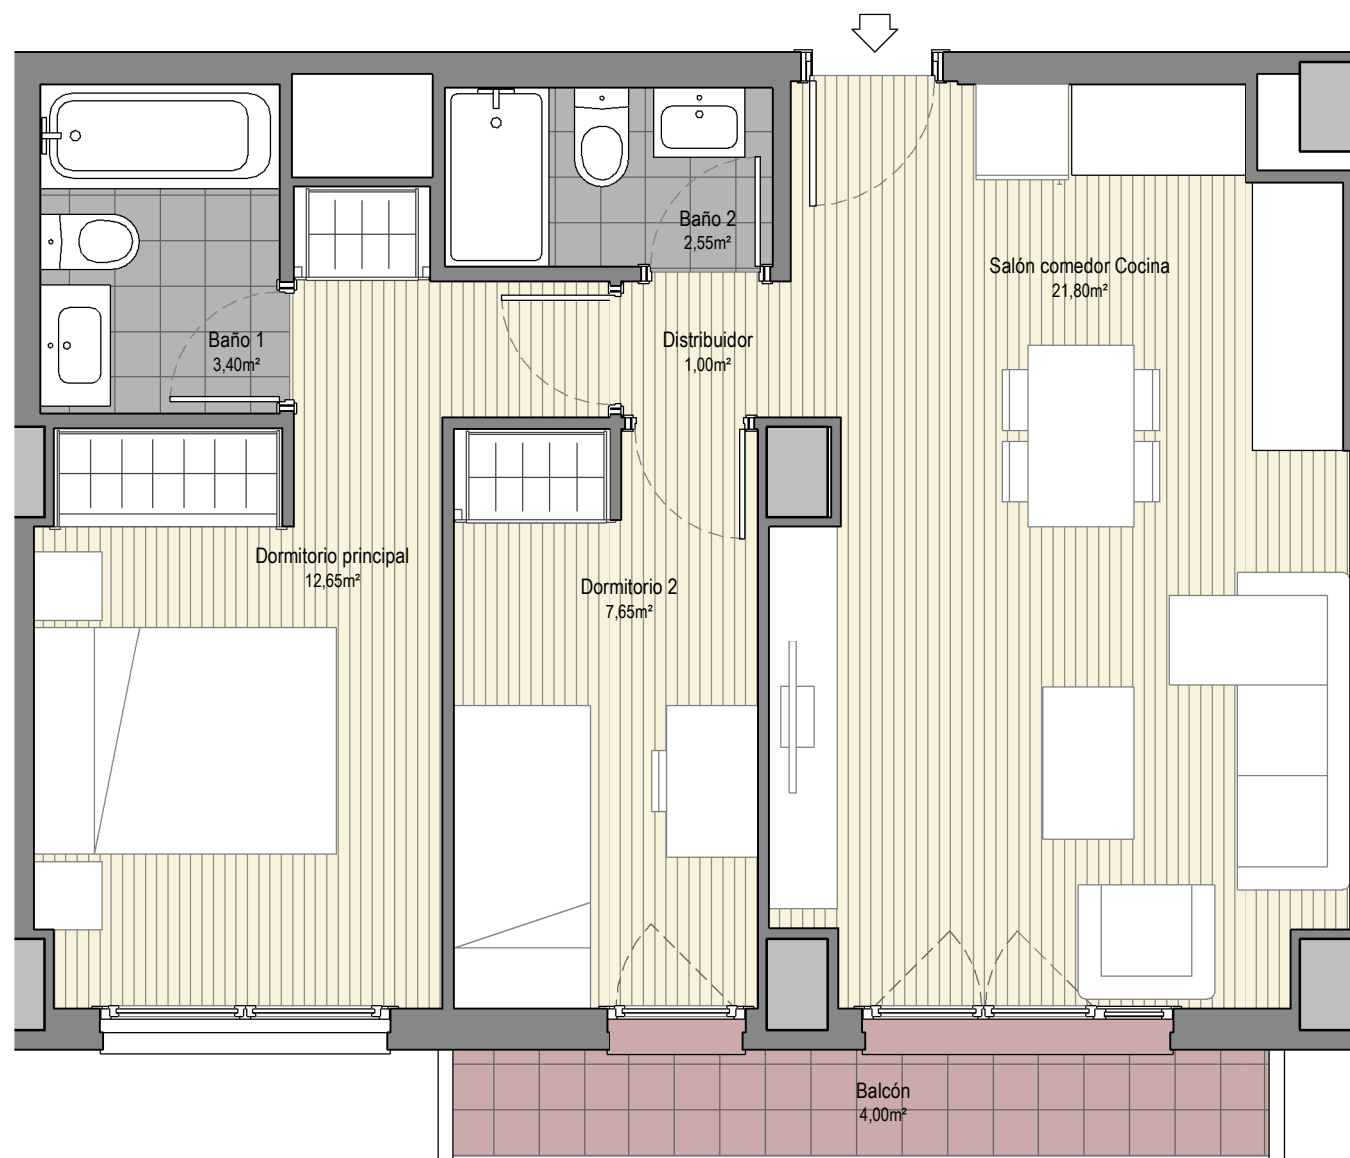 Baño 2
2,55m²
Salón comedor Cocina
21,80m²
Baño 1
3,40m²
Distribuidor
1,00m²
Dormitorio principal
12,65m²
Dormitorio 2
7,65m²
Balcón
4,00m²